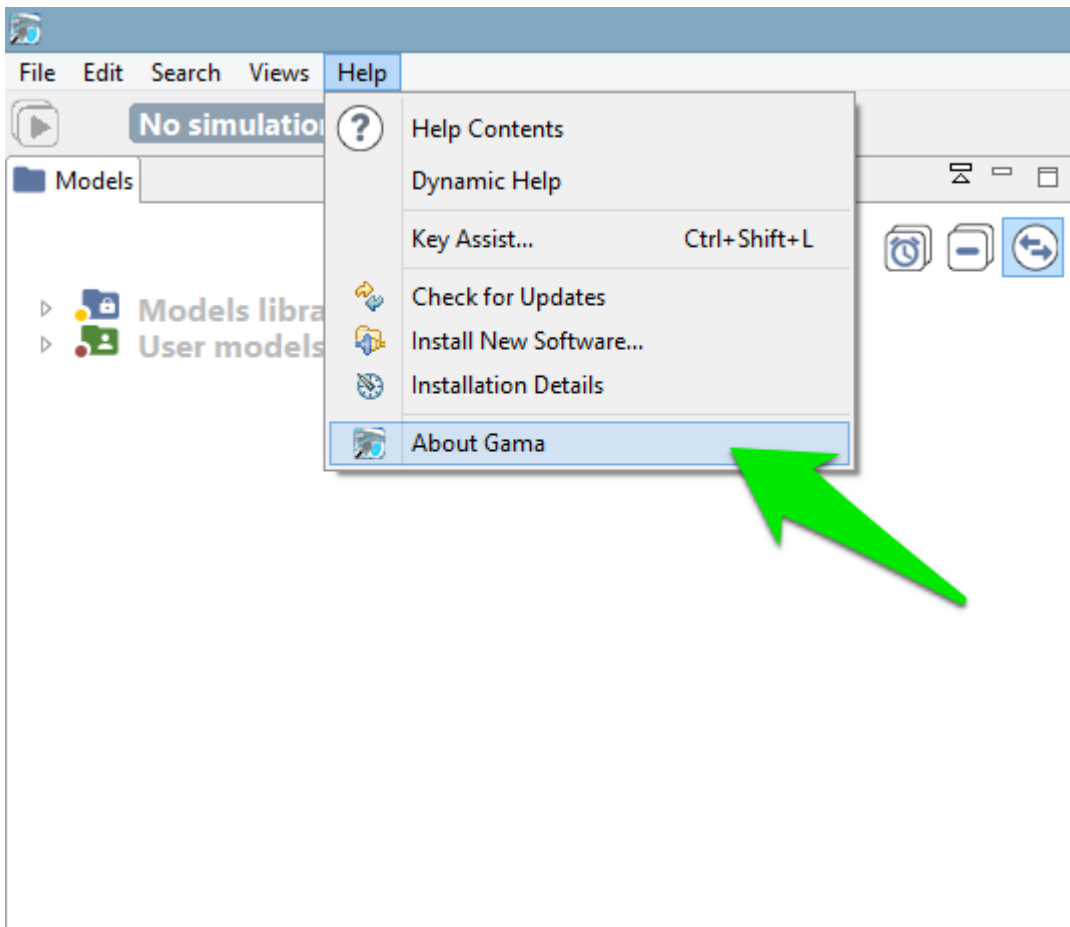 File Edit Search Views Help
No simulation
Models
Help Contents
Dynamic Help
Key Assist... Ctrl+Shift+L
Check for Updates
Install New Software...
Installation Details
About Gama
Models libra
User models